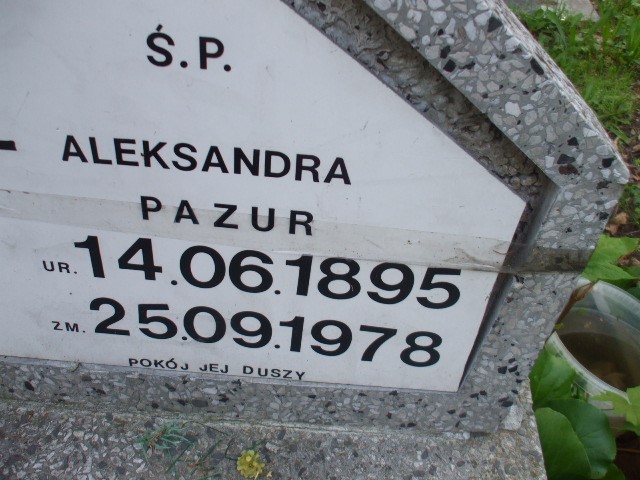 Ś.P.
ALEKSANDRA
PAZUR
UR. 14.06.1895
ZM. 25.09.1978
POKÓJ JEJ DUSZY